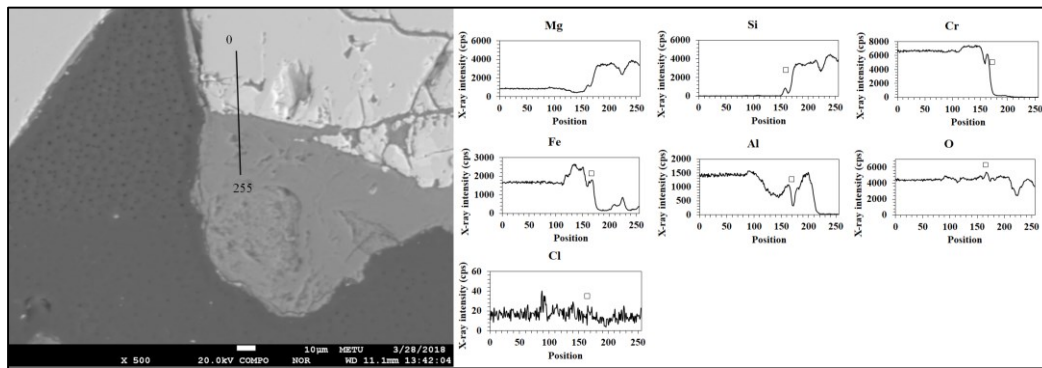 0
255
10μm METU 3/28/2018
X 500 20.0kV COMPO NOR WD 11.1mm 13:42:04
Mg
X-ray intensity (cps)
6000
4000
2000
0
0 50 100 150 200 250
Position
Si
X-ray intensity (cps)
6000
4000
2000
0
0 50 100 150 200 250
Position
Cr
X-ray intensity (cps)
8000
6000
4000
2000
0
0 50 100 150 200 250
Position
Fe
X-ray intensity (cps)
3000
2000
1000
0
0 50 100 150 200 250
Position
Al
X-ray intensity (cps)
2000
1500
1000
500
0
0 50 100 150 200 250
Position
O
X-ray intensity (cps)
6000
4000
2000
0
0 50 100 150 200 250
Position
Cl
X-ray intensity (cps)
60
40
20
0
0 50 100 150 200 250
Position